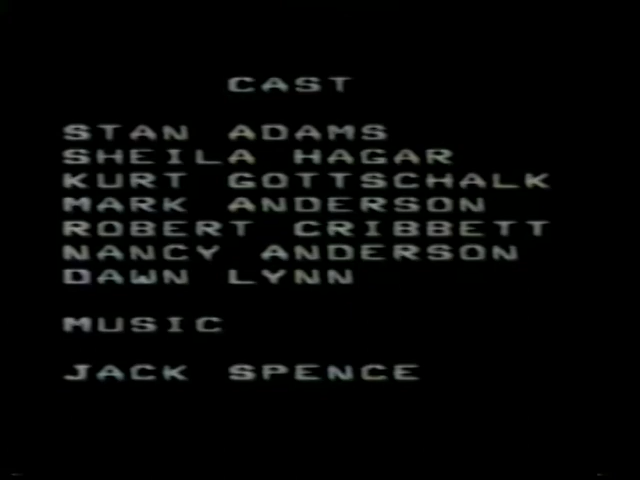 CAST
STAN ADAMS
SHEILA HAGAR
KURT GOTTSCHALK
MARK ANDERSON
ROBERT CRIBBETT
NANCY ANDERSON
DAWN LYNN
MUSIC
JACK SPENCE